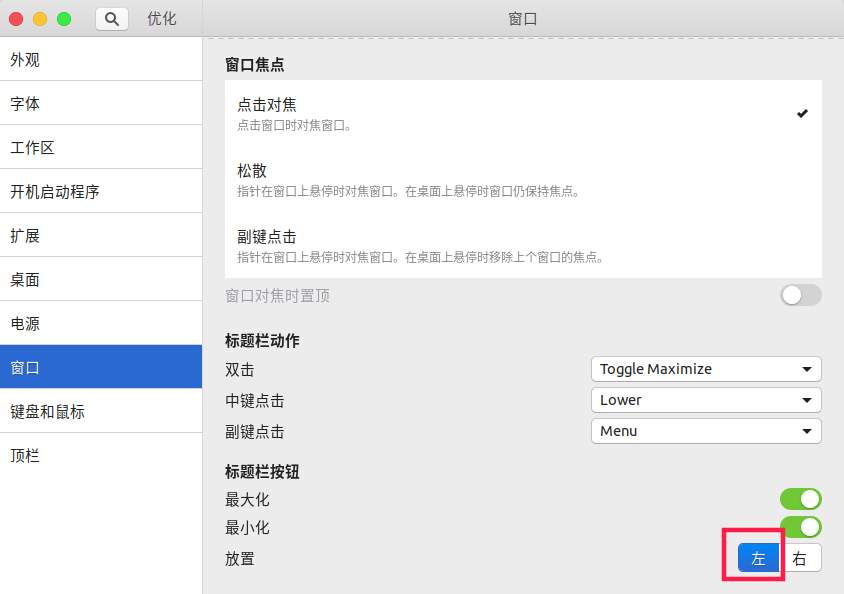 优化
窗口
外观
字体
工作区
开机启动程序
扩展
桌面
电源
窗口
键盘和鼠标
顶栏
窗口焦点
点击对焦
点击窗口时对焦窗口。
松散
指针在窗口上悬停时对焦窗口。在桌面上悬停时窗口仍保持焦点。
副键点击
指针在窗口上悬停时对焦窗口。在桌面上悬停时移除上个窗口的焦点。
窗口对焦时置顶
标题栏动作
双击 Toggle Maximize
中键点击 Lower
副键点击 Menu
标题栏按钮
最大化
最小化
放置 左 右